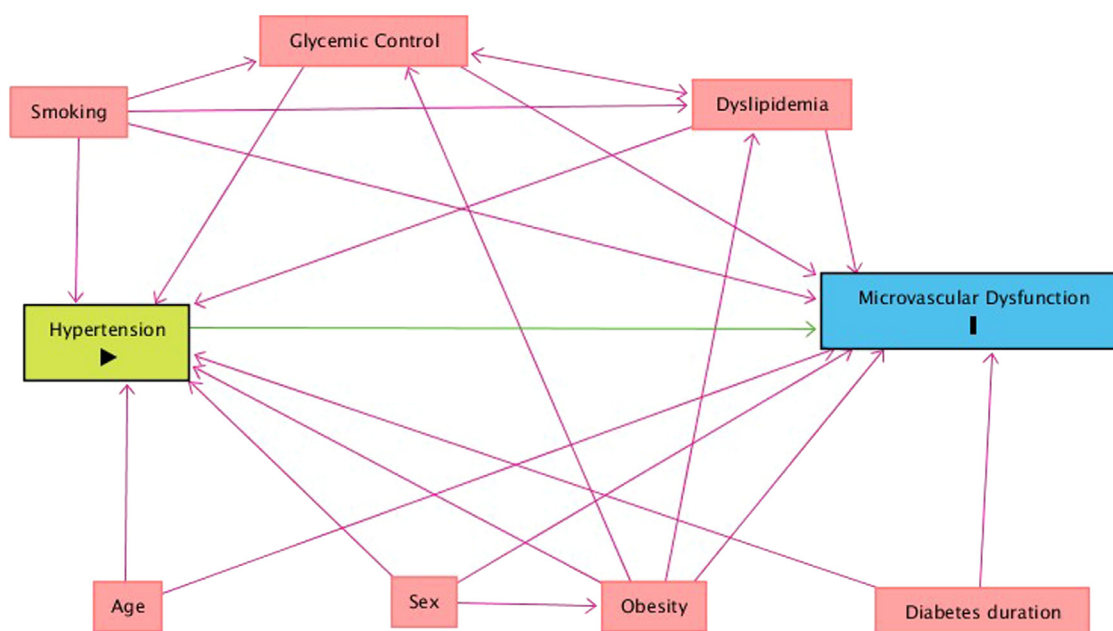 Glycemic Control
Smoking
Dyslipidemia
Hypertension
Microvascular Dysfunction
Age
Sex
Obesity
Diabetes duration